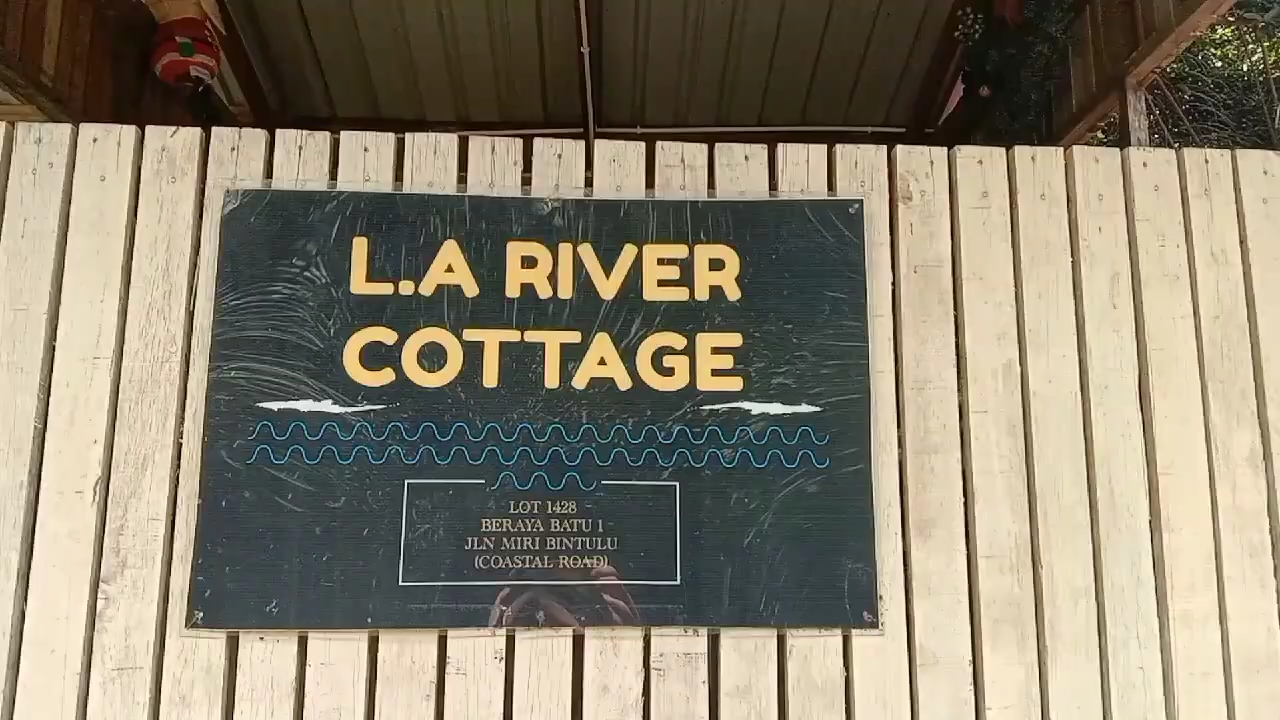 L.A RIVER
COTTAGE
LOT 1428
BERAYA BATU 1
JLN MIRI BINTULU
(COASTAL ROAD)